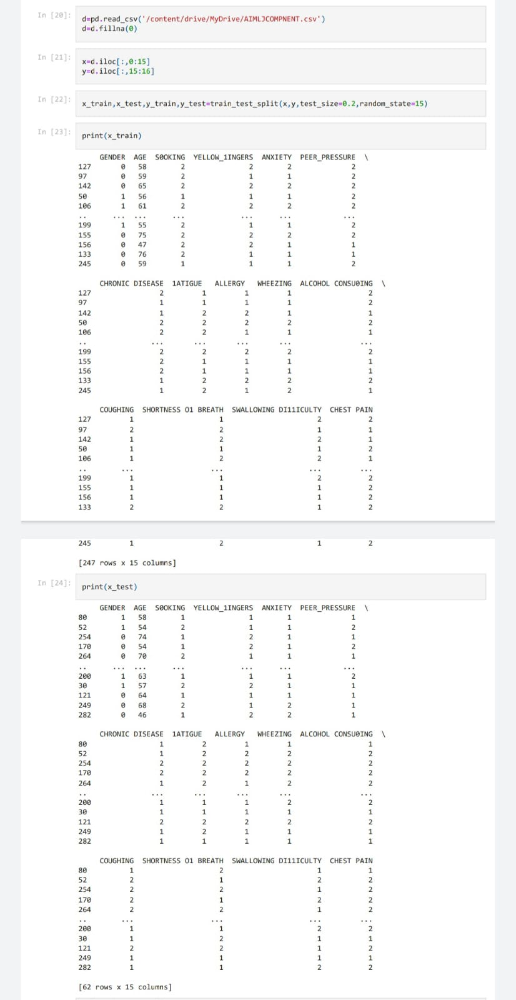 In [20]: d=pd.read_csv('/content/drive/MyDrive/AIMLJCOMPNENT.csv')
d=d.fillna(0)
In [21]: x=d.iloc[:,0:15]
y=d.iloc[:,15:16]
In [22]: x_train,x_test,y_train,y_test=train_test_split(x,y,test_size=0.2,random_state=15)
In [23]: print(x_train)
GENDER AGE S0OKING YELLOW_1INGERS ANXIETY PEER_PRESSURE \
127 0 58 2 2 2 2
97 0 59 2 1 1 2
142 0 65 2 2 2 2
50 1 56 1 1 1 2
106 1 61 2 2 2 2
.. ... ... ... ... ... ...
199 1 55 2 1 1 2
155 0 75 2 2 2 2
156 0 47 2 2 1 1
133 0 76 2 1 1 1
245 0 59 1 1 1 2
CHRONIC DISEASE 1ATIGUE ALLERGY WHEEZING ALCOHOL CONSU0ING \
127 2 1 1 1 2
97 1 1 1 1 2
142 1 2 2 1 1
50 2 2 2 2 2
106 2 2 1 1 1
.. ... ... ... ... ...
199 2 2 2 2 2
155 2 1 1 1 1
156 2 1 1 1 1
133 1 2 2 2 2
245 1 2 1 2 1
COUGHING SHORTNESS O1 BREATH SWALLOWING DI11ICULTY CHEST PAIN
127 1 1 2 2
97 2 2 1 1
142 1 2 2 1
50 1 1 1 2
106 1 2 2 1
.. ... ... ... ...
199 1 1 2 2
155 1 1 1 2
156 1 1 1 2
133 2 2 1 2
245 1 2 1 2
[247 rows x 15 columns]
In [24]: print(x_test)
GENDER AGE S0OKING YELLOW_1INGERS ANXIETY PEER_PRESSURE \
80 1 58 1 1 1 1
52 1 54 2 1 1 2
254 0 74 1 2 1 1
170 0 54 1 2 1 2
264 0 70 2 1 1 1
.. ... ... ... ... ... ...
200 1 63 1 1 1 2
30 1 57 2 2 1 1
121 0 64 1 1 1 1
249 0 68 2 1 2 1
282 0 46 1 2 2 1
CHRONIC DISEASE 1ATIGUE ALLERGY WHEEZING ALCOHOL CONSU0ING \
80 1 2 1 1 1
52 1 2 2 2 2
254 2 2 2 2 2
170 2 2 2 2 2
264 1 2 1 2 2
.. ... ... ... ... ...
200 1 1 1 2 2
30 1 1 1 1 1
121 2 2 2 2 2
249 1 2 1 1 1
282 1 1 1 1 1
COUGHING SHORTNESS O1 BREATH SWALLOWING DI11ICULTY CHEST PAIN
80 1 2 1 1
52 2 1 2 2
254 2 2 1 2
170 2 1 2 2
264 2 2 1 2
.. ... ... ... ...
200 1 1 2 2
30 1 2 1 1
121 2 2 1 2
249 1 1 1 1
282 1 1 2 2
[62 rows x 15 columns]